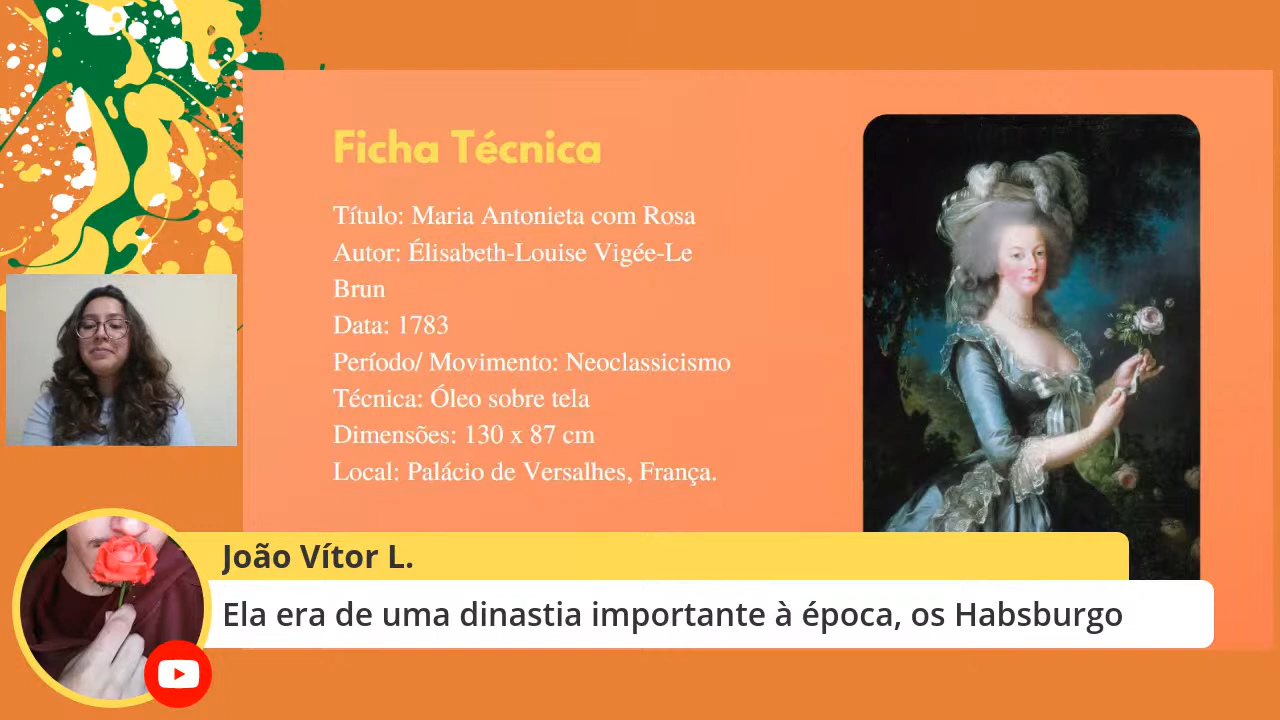 Ficha Técnica
Título: Maria Antonieta com Rosa
Autor: Élisabeth-Louise Vigée-Le
Brun
Data: 1783
Período/ Movimento: Neoclassicismo
Técnica: Óleo sobre tela
Dimensões: 130 x 87 cm
Local: Palácio de Versalhes, França.
João Vítor L.
Ela era de uma dinastia importante à época, os Habsburgo